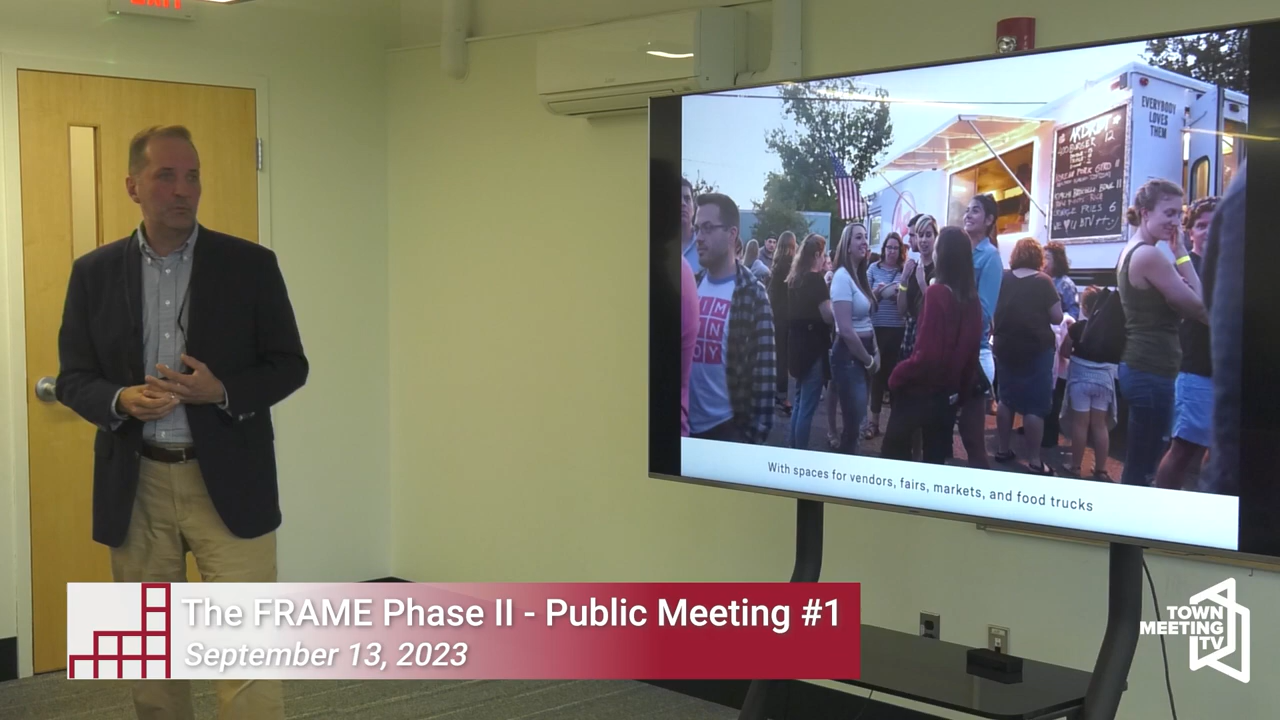 EXIT
EVERYBODY
LOVES
THEM
With spaces for vendors, fairs, markets, and food trucks
The FRAME Phase II - Public Meeting #1
September 13, 2023
TOWN
MEETING
TV